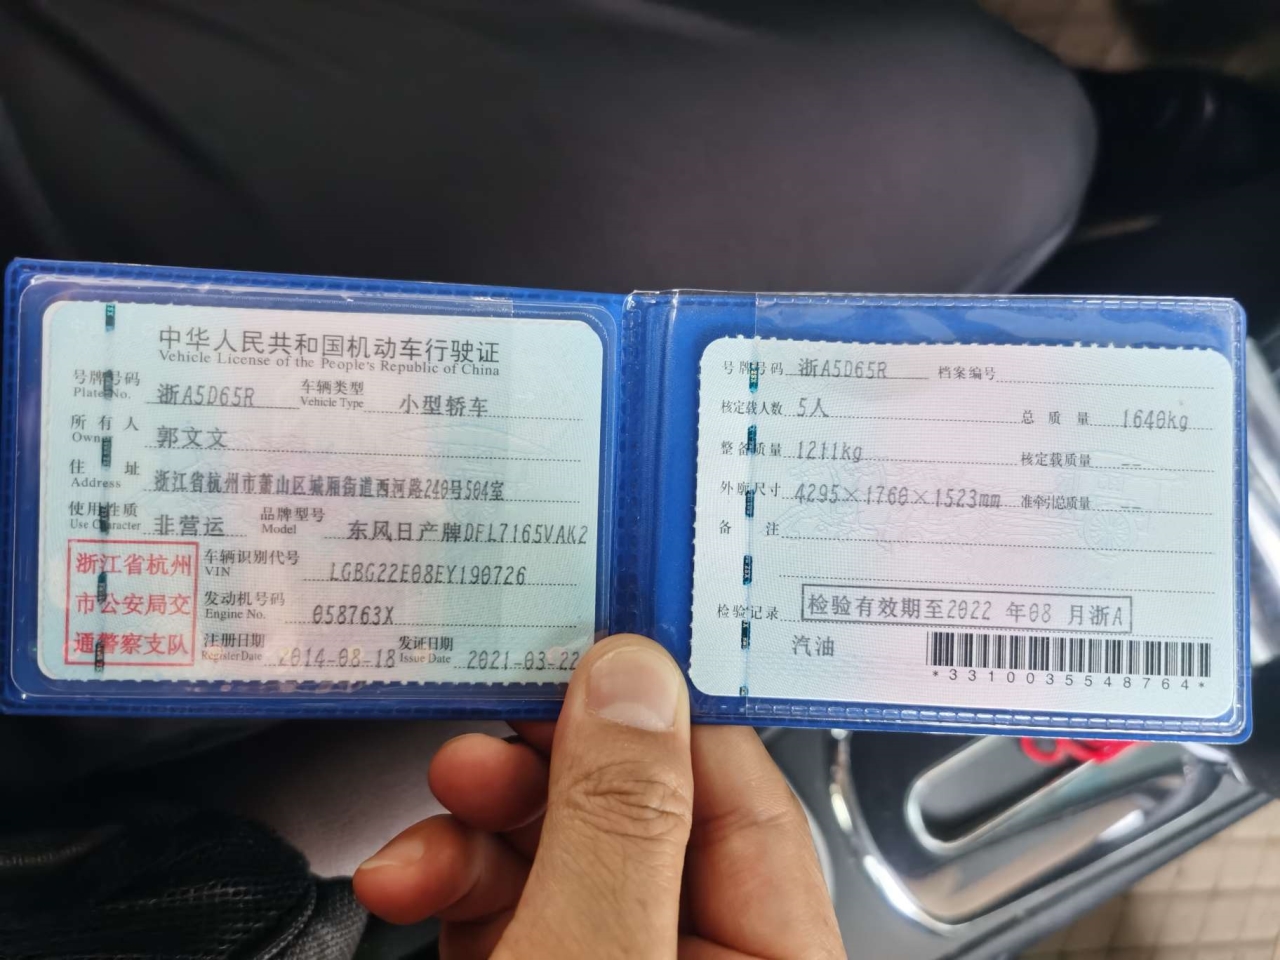 中华人民共和国机动车行驶证
Vehicle License of the People's Republic of China
号牌号码 浙A5D65R 车辆类型 小型轿车
Plate No. Vehicle Type
所有人 郭文文
Owner
住址 浙江省杭州市萧山区城厢街道西河路240号504室
Address
使用性质 非营运 品牌型号 东风日产牌DFL7165VAK2
Use Character Model
浙江省杭州
市公安局交
通警察支队
车辆识别代号 LGBG22E08EY190726
VIN
发动机号码 058763X
Engine No.
注册日期 2014-08-18 发证日期 2021-03-22
Register Date Issue Date
号牌号码 浙A5D65R 档案编号
核定载人数 5人 总质量 1640kg
整备质量 1211kg 核定载质量 --
外廓尺寸 4295×1760×1523mm 准牵引总质量 --
备注
检验记录 检验有效期至2022 年08 月浙A
汽油
*3310035548764*